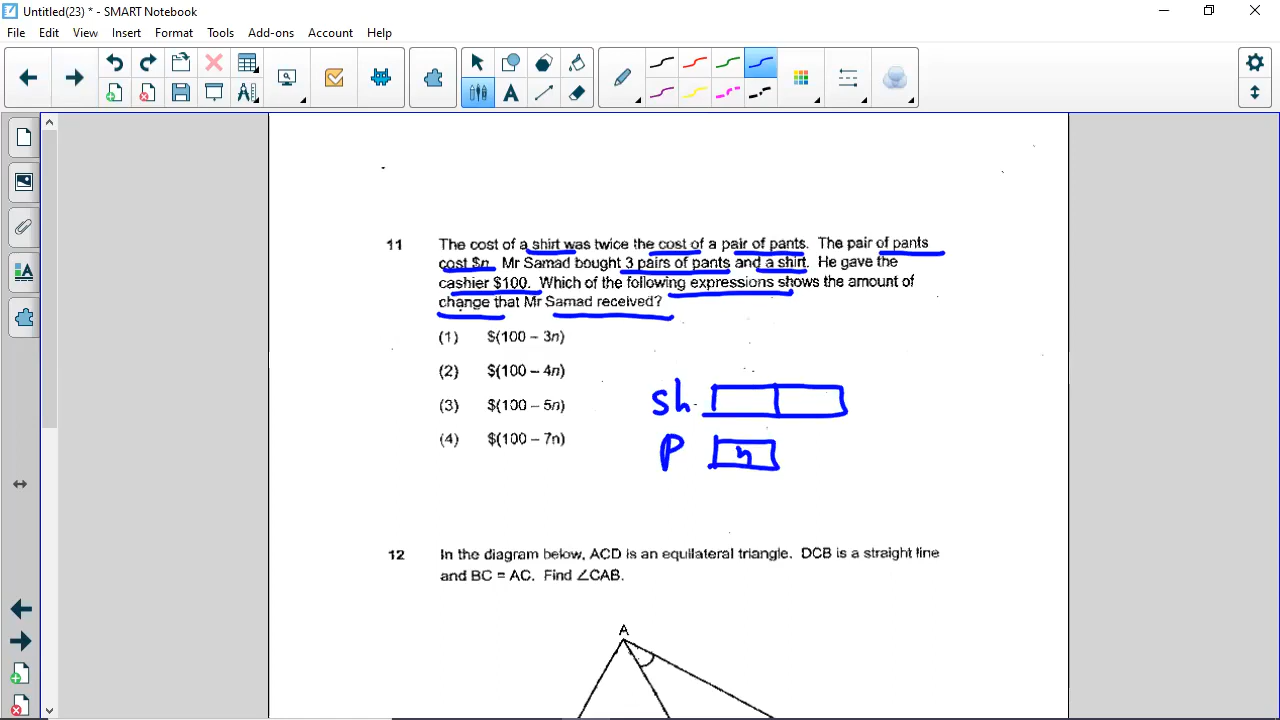 Untitled(23) * - SMART Notebook
File Edit View Insert Format Tools Add-ons Account Help
11 The cost of a shirt was twice the cost of a pair of pants. The pair of pants
cost $n. Mr Samad bought 3 pairs of pants and a shirt. He gave the
cashier $100. Which of the following expressions shows the amount of
change that Mr Samad received?
(1) $(100 – 3n)
(2) $(100 – 4n)
(3) $(100 – 5n)
(4) $(100 – 7n)
sh
P n
12 In the diagram below, ACD is an equilateral triangle. DCB is a straight line
and BC = AC. Find ∠CAB.
A